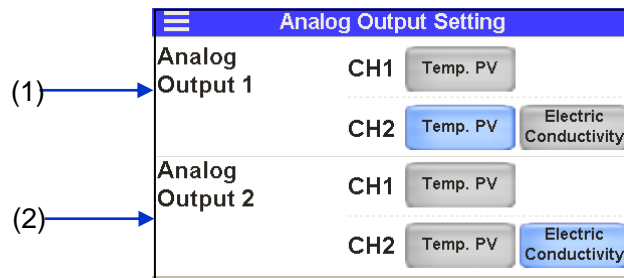 Analog Output Setting
Analog
Output 1
CH1 Temp. PV
(1)
CH2 Temp. PV Electric
Conductivity
Analog
Output 2
CH1 Temp. PV
(2)
CH2 Temp. PV Electric
Conductivity